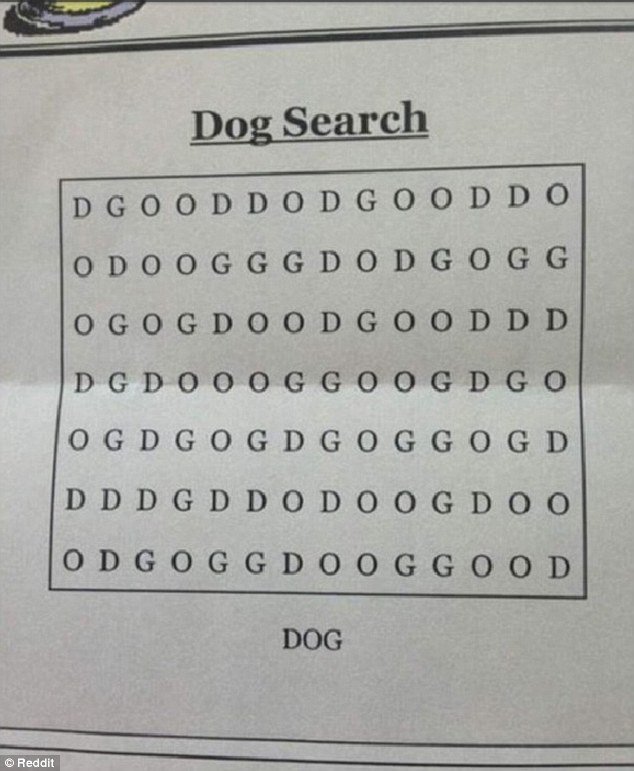 Dog Search
D G O O D D O D G O O D D O
O D O O G G G D O D G O G G
O G O G D O O D G O O D D D
D G D O O O G G O O G D G O
O G D G O G D G O G G O G D
D D D G D D O D O O G D O O
O D G O G G D O O G G O O D
DOG
© Reddit